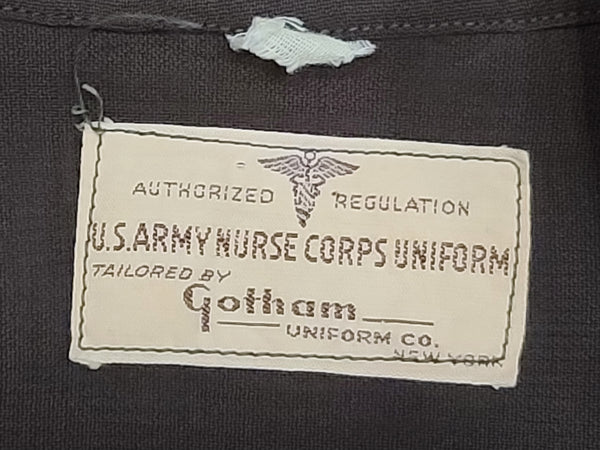 AUTHORIZED REGULATION
U.S. ARMY NURSE CORPS UNIFORM
TAILORED BY
Gotham
UNIFORM CO.
NEW YORK